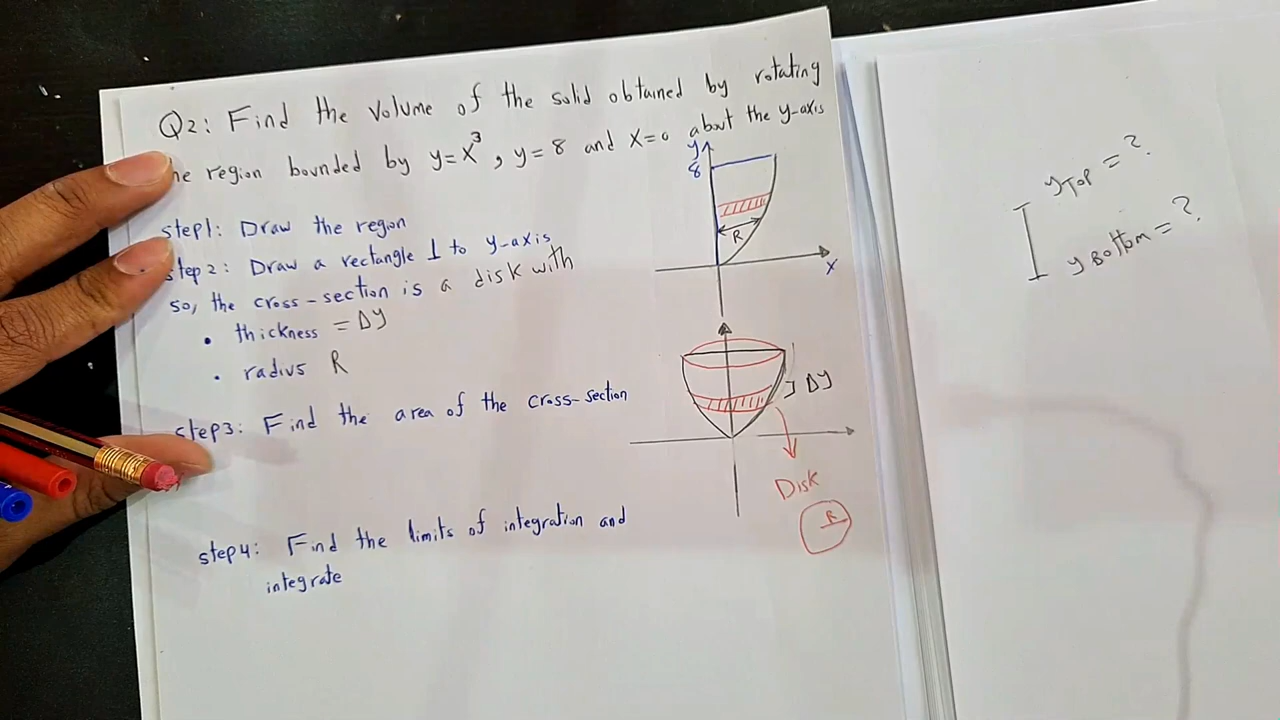 Q2: Find the volume of the solid obtained by rotating
he region bounded by y=x³, y=8 and x=0 about the y-axis
step1: Draw the region
step2: Draw a rectangle ⊥ to y-axis
so, the cross-section is a disk with
• thickness = Δy
• radius R
step3: Find the area of the cross-section
step4: Find the limits of integration and
integrate
y
8
R
x
Δy
Disk
R
yTop = ?
yBottom = ?